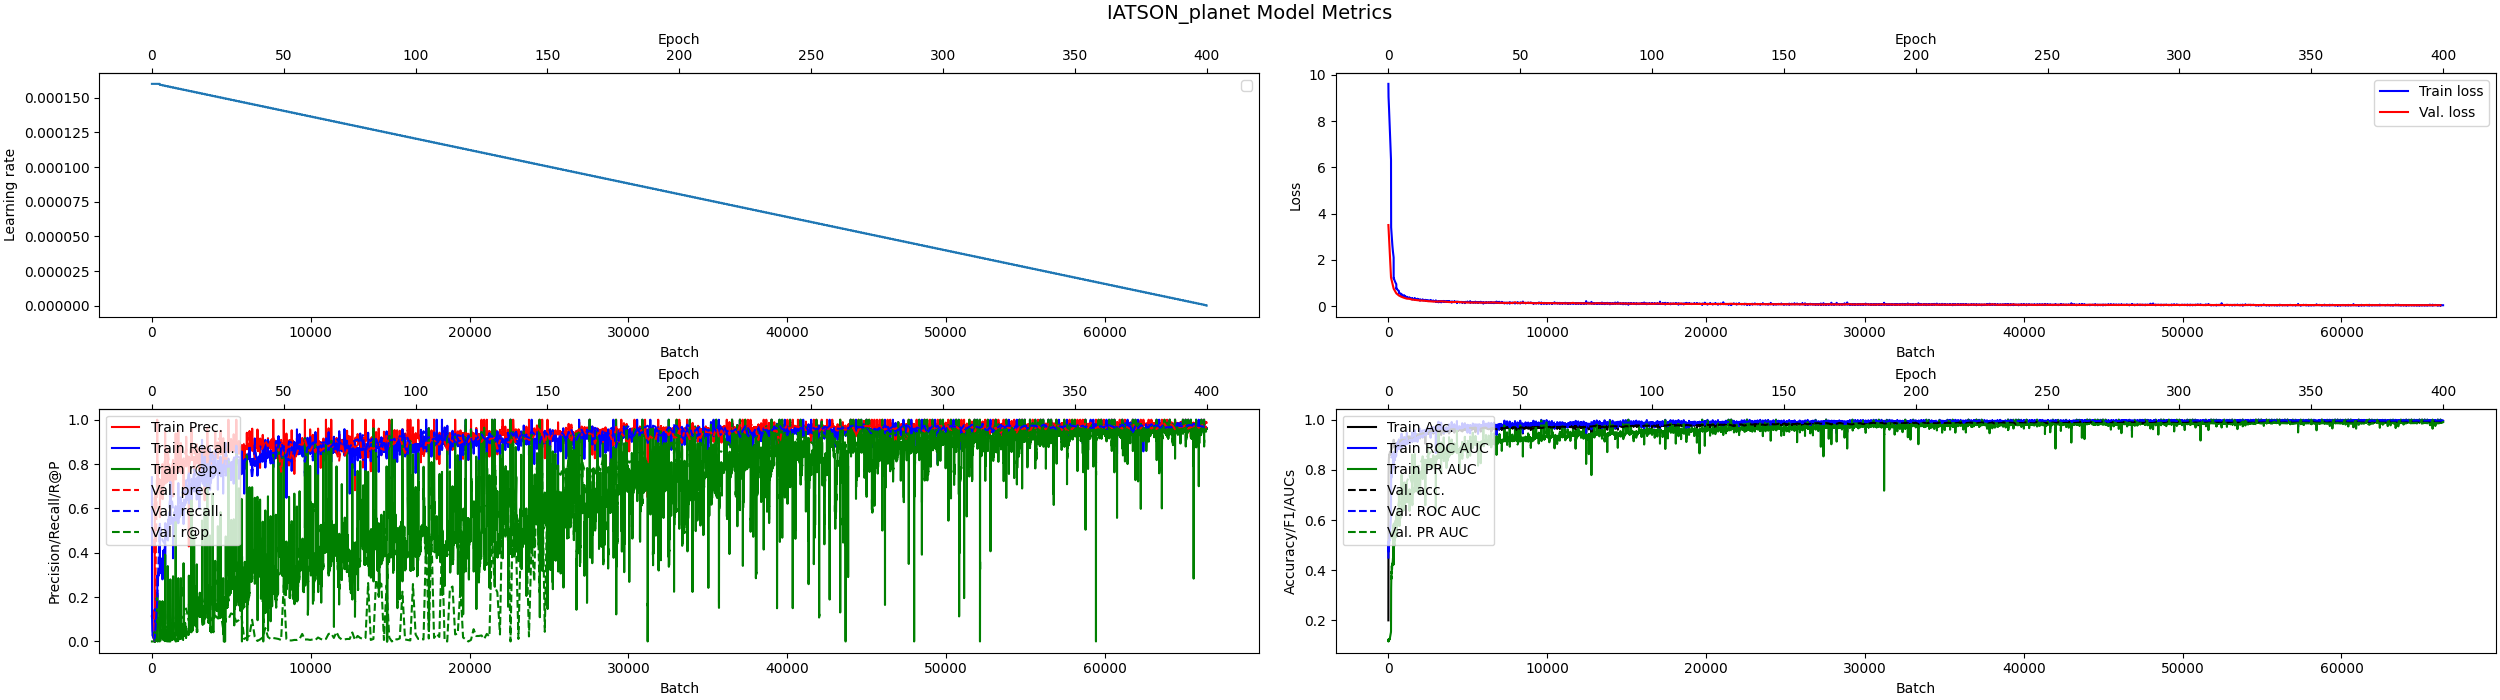 IATSON_planet Model Metrics
Epoch
0 50 100 150 200 250 300 350 400
Learning rate
0.000150
0.000125
0.000100
0.000075
0.000050
0.000025
0.000000
0 10000 20000 30000 40000 50000 60000
Batch
Epoch
0 50 100 150 200 250 300 350 400
Loss
10
8
6
4
2
0
Train loss
Val. loss
0 10000 20000 30000 40000 50000 60000
Batch
Epoch
0 50 100 150 200 250 300 350 400
Precision/Recall/R@P
1.0
0.8
0.6
0.4
0.2
0.0
Train Prec.
Train Recall.
Train r@p.
Val. prec.
Val. recall.
Val. r@p
0 10000 20000 30000 40000 50000 60000
Batch
Epoch
0 50 100 150 200 250 300 350 400
Accuracy/F1/AUCs
1.0
0.8
0.6
0.4
0.2
Train Acc.
Train ROC AUC
Train PR AUC
Val. acc.
Val. ROC AUC
Val. PR AUC
0 10000 20000 30000 40000 50000 60000
Batch